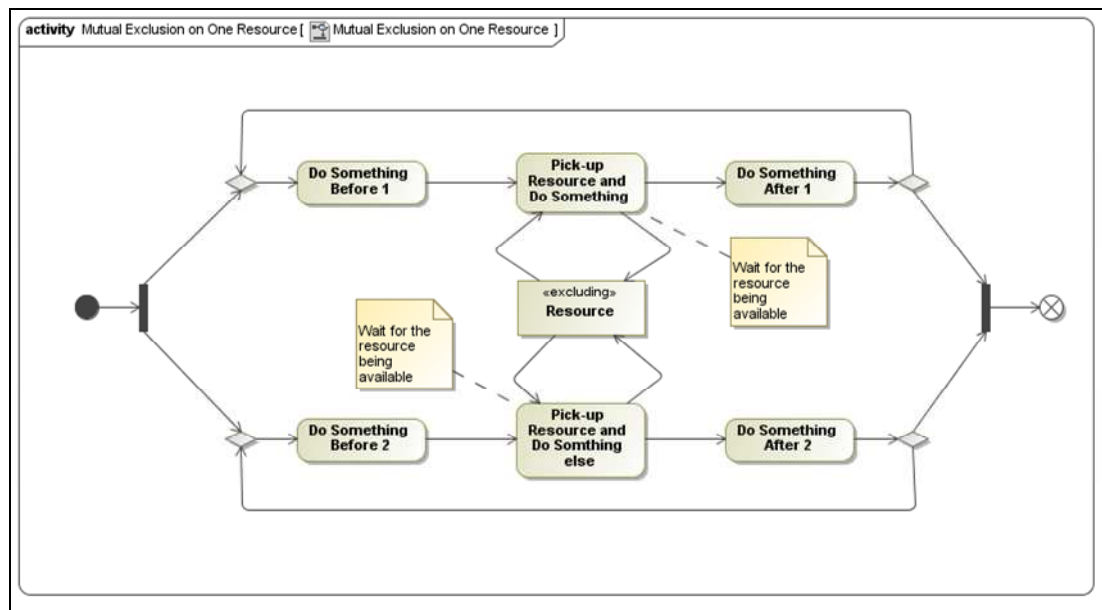 activity Mutual Exclusion on One Resource [ Mutual Exclusion on One Resource ]
Do Something
Before 1
Pick-up
Resource and
Do Something
Do Something
After 1
Wait for the
resource
being
available
«excluding»
Resource
Wait for the
resource
being
available
Do Something
Before 2
Pick-up
Resource and
Do Somthing
else
Do Something
After 2